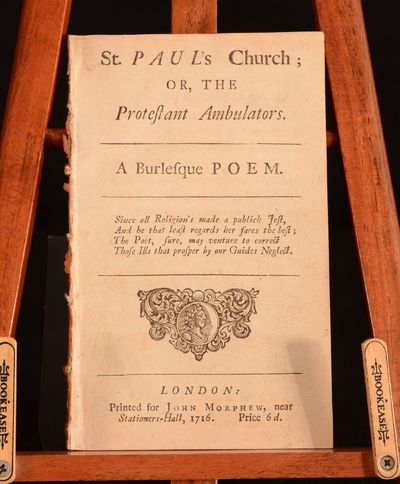 St. PAUL's Church;
OR, THE
Proteſtant Ambulators.
A Burleſque POEM.
Since all Religion's made a publick Jeſt,
And he that leaſt regards her fares the beſt;
The Poet, ſure, may venture to correct
Thoſe Ills that proſper by our Guides Neglect.
LONDON:
Printed for JOHN MORPHEW, near
Stationers-Hall, 1716. Price 6 d.
BOOKEASE
BOOKEASE